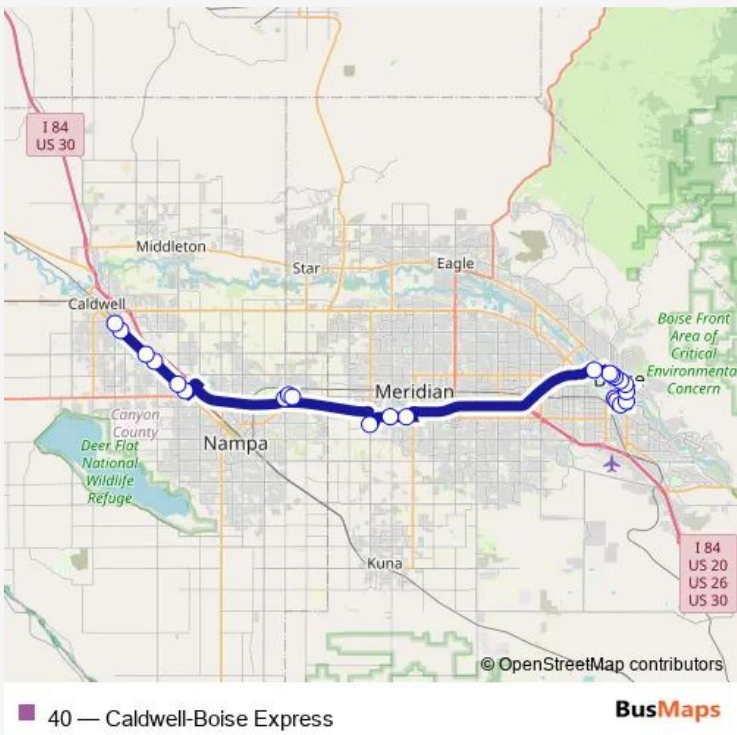 I 84
US 30
Middleton
Star
Eagle
Caldwell
Boise Front
Area of
Critical
Environmenta
Concern
Meridian
Canyon
County
Nampa
Deer Flat
National
Wildlife
Refuge
I 84
US 20
US 26
US 30
Kuna
© OpenStreetMap contributors
40 — Caldwell-Boise Express
BusMaps